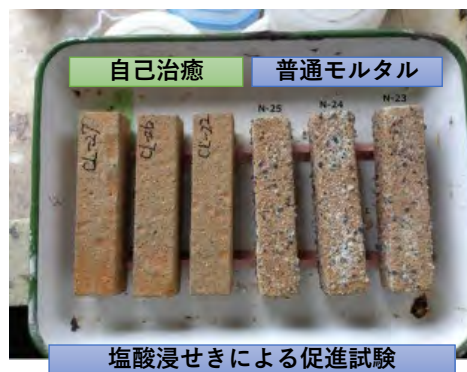 自己治癒
普通モルタル
N-25
N-24
N-23
CL-27
CL-26
CL-22
塩酸浸せきによる促進試験